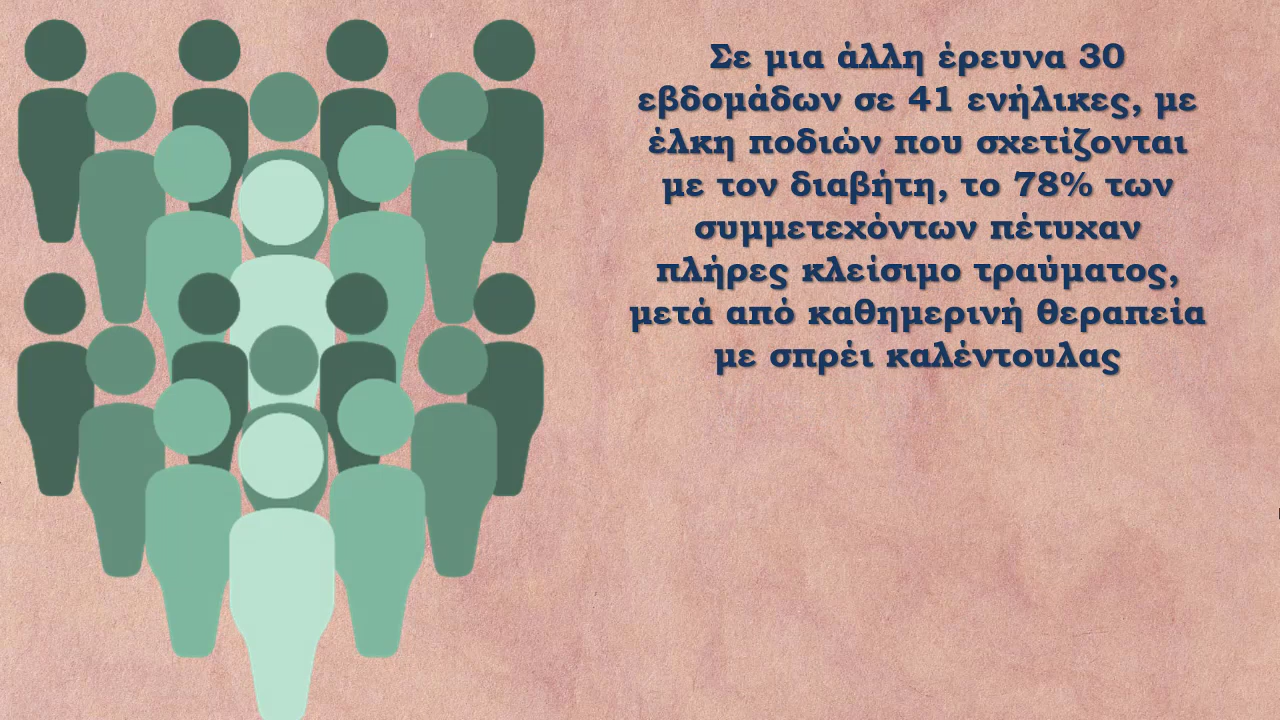 Σε μια άλλη έρευνα 30
εβδομάδων σε 41 ενήλικες, με
έλκη ποδιών που σχετίζονται
με τον διαβήτη, το 78% των
συμμετεχόντων πέτυχαν
πλήρες κλείσιμο τραύματος,
μετά από καθημερινή θεραπεία
με σπρέι καλέντουλας